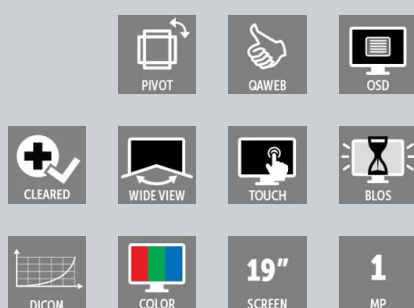 PIVOT
QAWEB
OSD
CLEARED
WIDE VIEW
TOUCH
BLOS
DICOM
COLOR
19"
SCREEN
1
MP